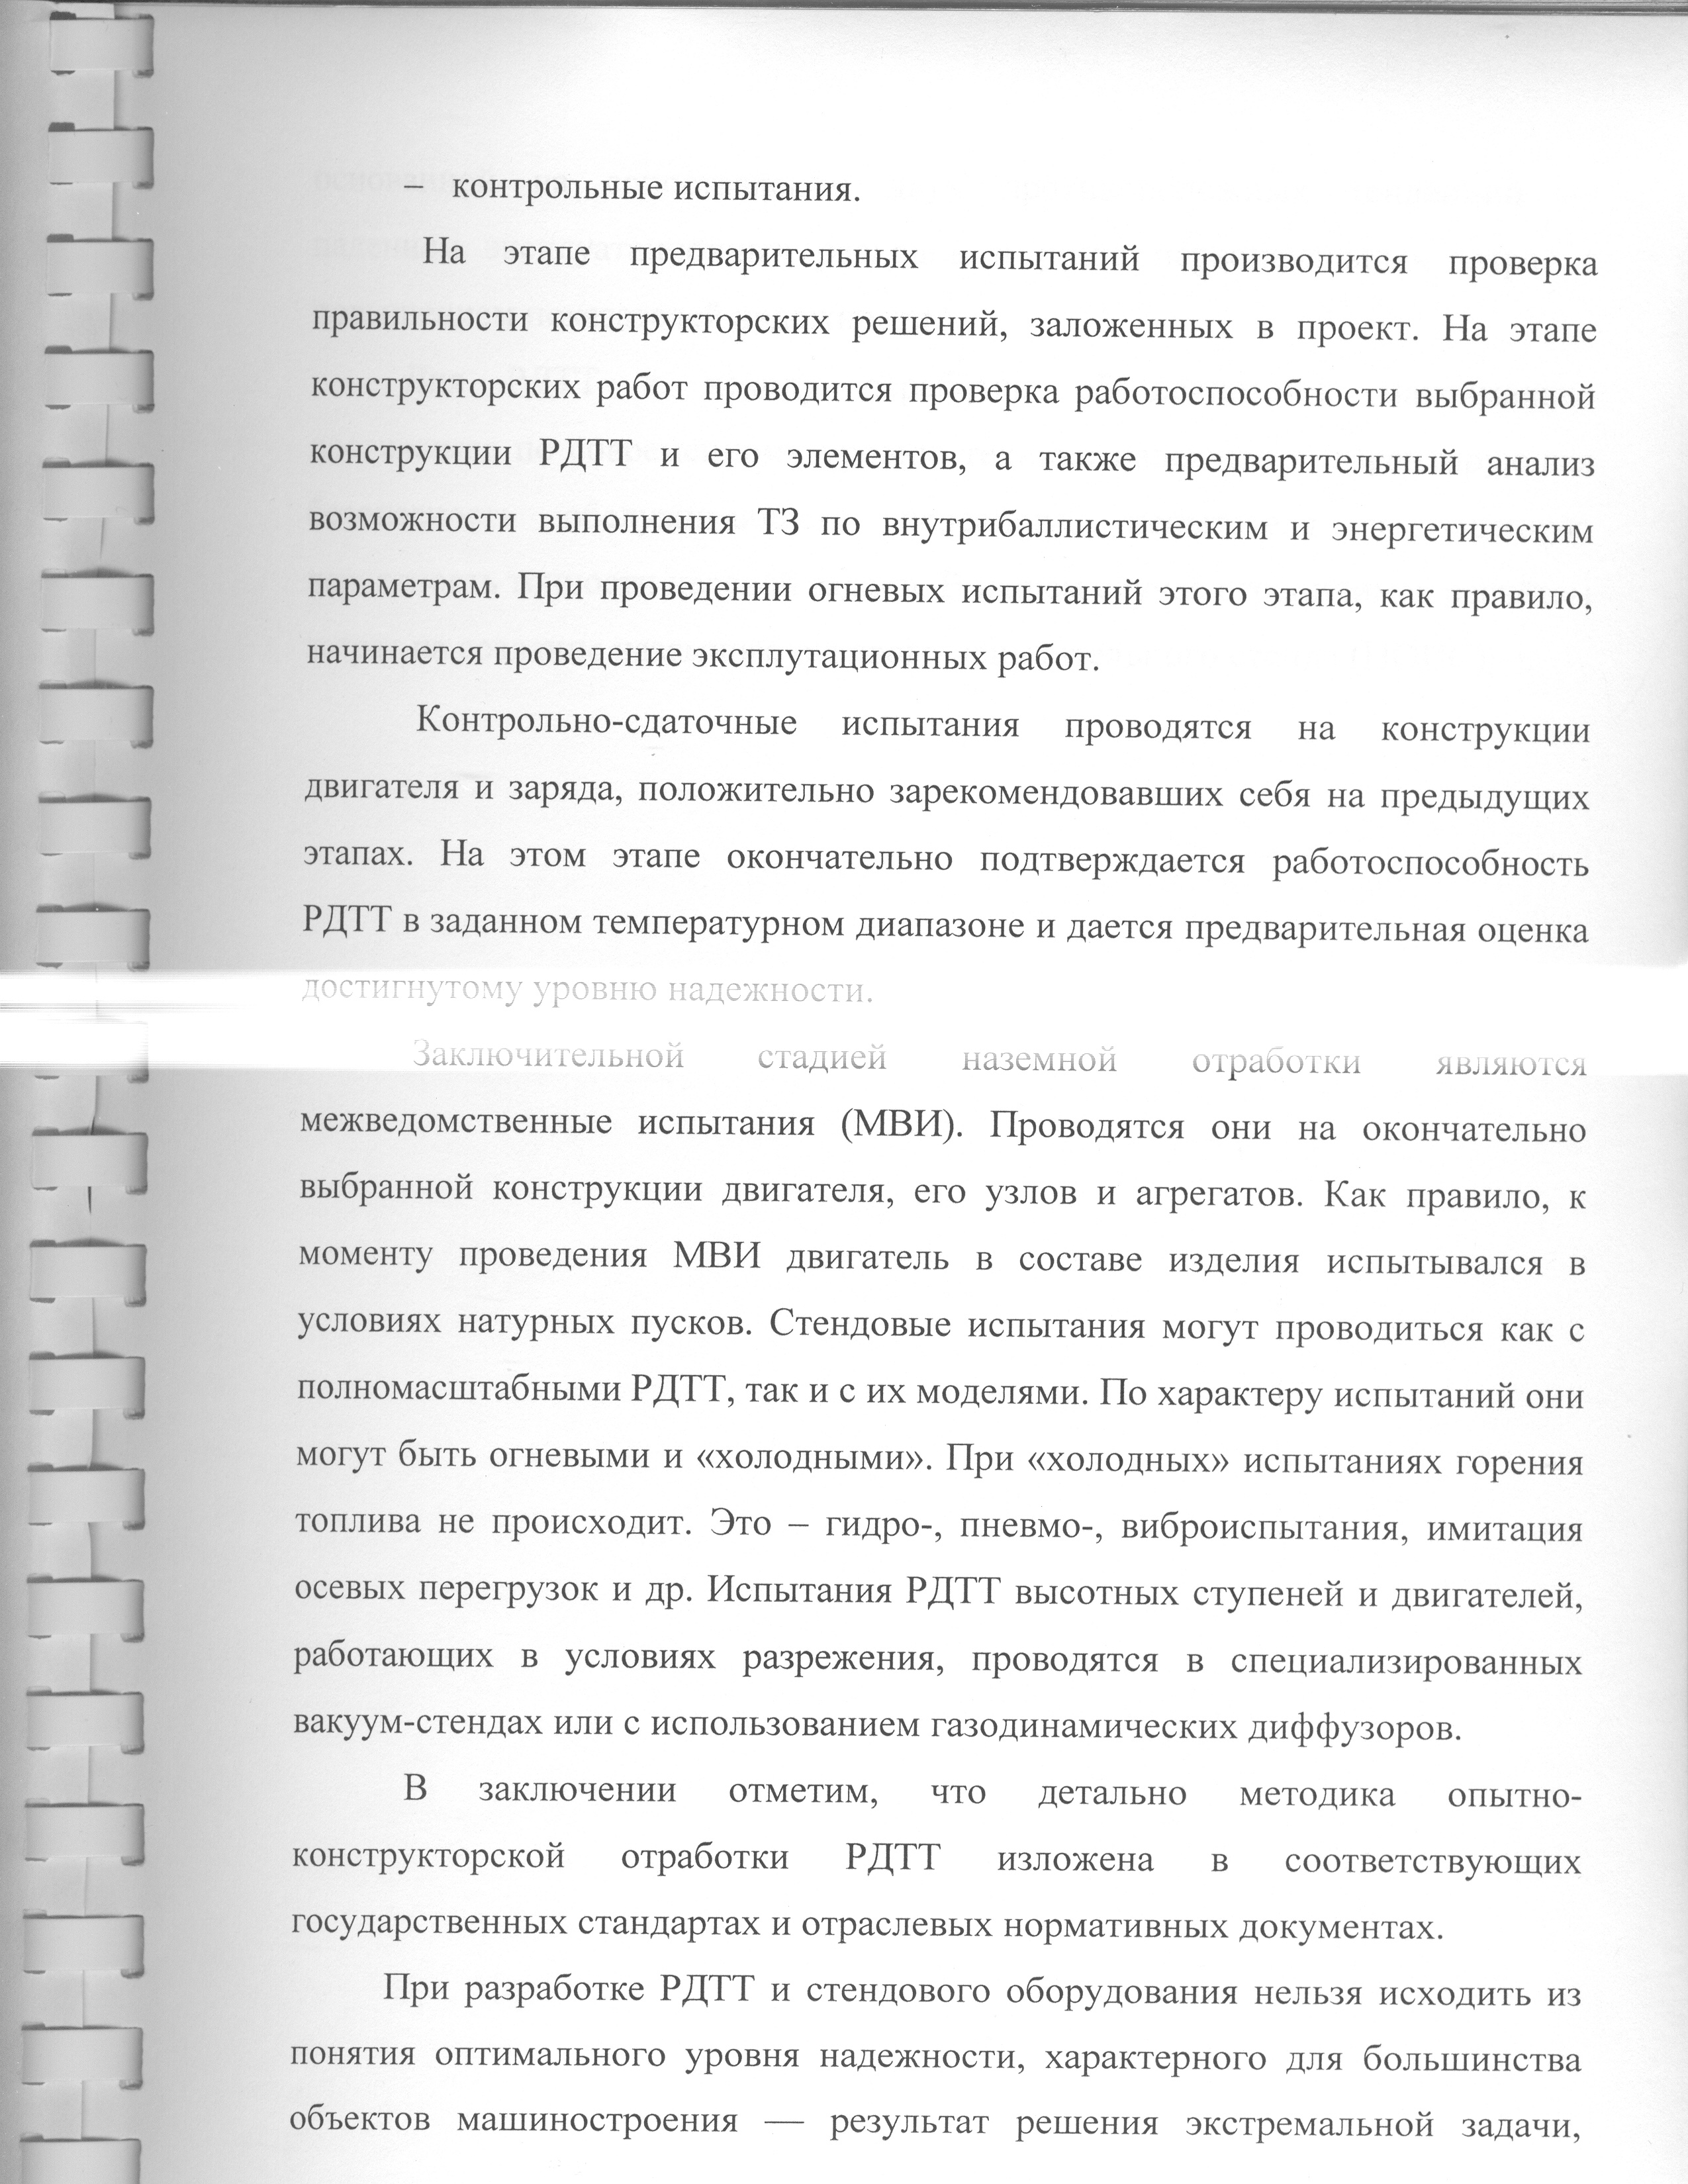 – контрольные испытания.
На этапе предварительных испытаний производится проверка
правильности конструкторских решений, заложенных в проект. На этапе
конструкторских работ проводится проверка работоспособности выбранной
конструкции РДТТ и его элементов, а также предварительный анализ
возможности выполнения ТЗ по внутрибаллистическим и энергетическим
параметрам. При проведении огневых испытаний этого этапа, как правило,
начинается проведение эксплутационных работ.
Контрольно-сдаточные испытания проводятся на конструкции
двигателя и заряда, положительно зарекомендовавших себя на предыдущих
этапах. На этом этапе окончательно подтверждается работоспособность
РДТТ в заданном температурном диапазоне и дается предварительная оценка
достигнутому уровню надежности.
Заключительной стадией наземной отработки являются
межведомственные испытания (МВИ). Проводятся они на окончательно
выбранной конструкции двигателя, его узлов и агрегатов. Как правило, к
моменту проведения МВИ двигатель в составе изделия испытывался в
условиях натурных пусков. Стендовые испытания могут проводиться как с
полномасштабными РДТТ, так и с их моделями. По характеру испытаний они
могут быть огневыми и «холодными». При «холодных» испытаниях горения
топлива не происходит. Это – гидро-, пневмо-, виброиспытания, имитация
осевых перегрузок и др. Испытания РДТТ высотных ступеней и двигателей,
работающих в условиях разрежения, проводятся в специализированных
вакуум-стендах или с использованием газодинамических диффузоров.
В заключении отметим, что детально методика опытно-
конструкторской отработки РДТТ изложена в соответствующих
государственных стандартах и отраслевых нормативных документах.
При разработке РДТТ и стендового оборудования нельзя исходить из
понятия оптимального уровня надежности, характерного для большинства
объектов машиностроения — результат решения экстремальной задачи,